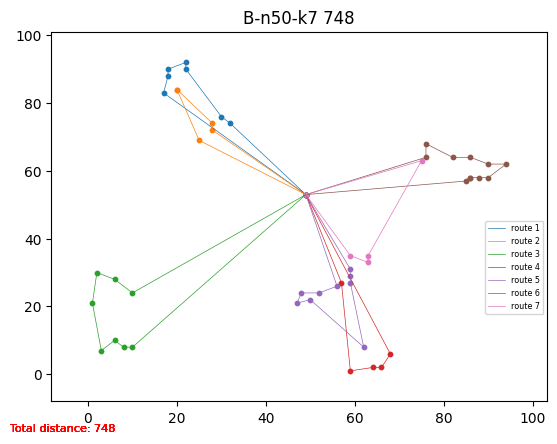 B-n50-k7 748
100
80
60
40
20
0
0 20 40 60 80 100
route 1
route 2
route 3
route 4
route 5
route 6
route 7
Total distance: 748